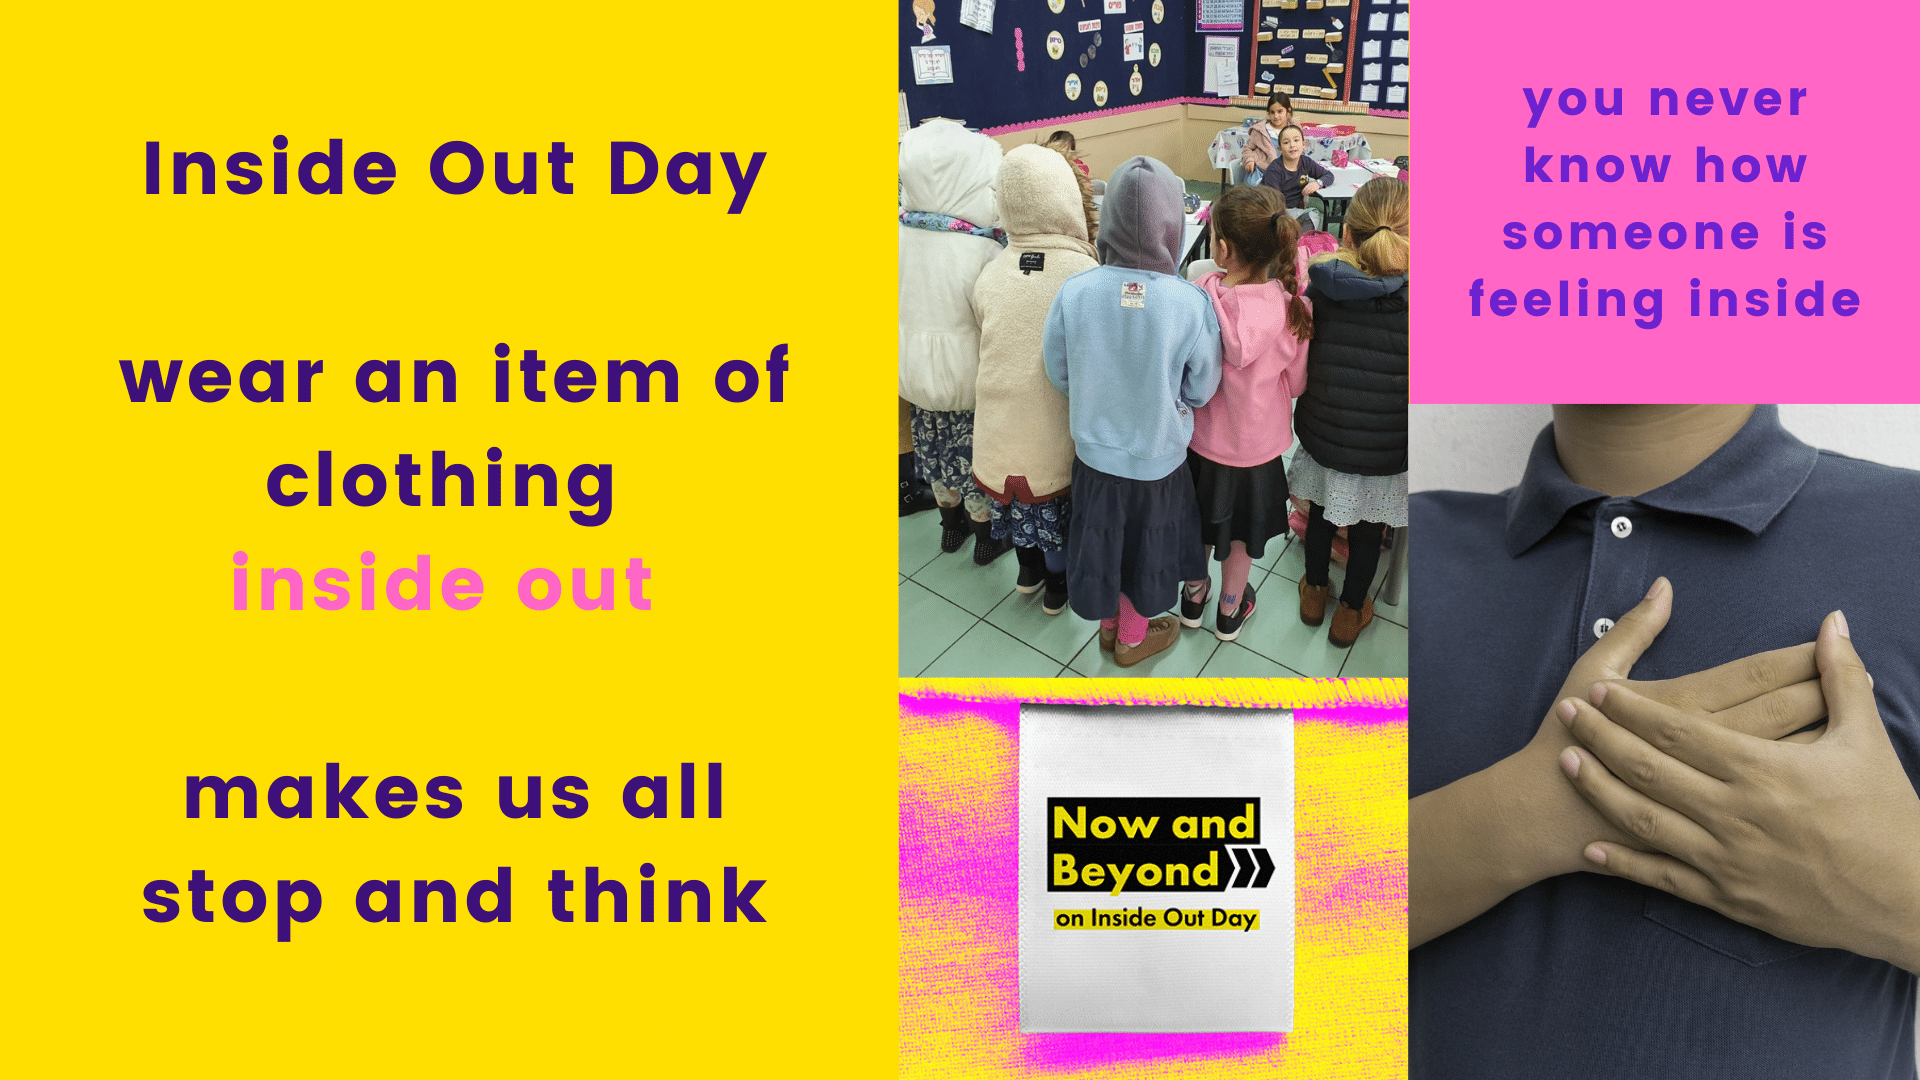 Inside Out Day
wear an item of
clothing
inside out
makes us all
stop and think
you never
know how
someone is
feeling inside
Now and
Beyond
on Inside Out Day